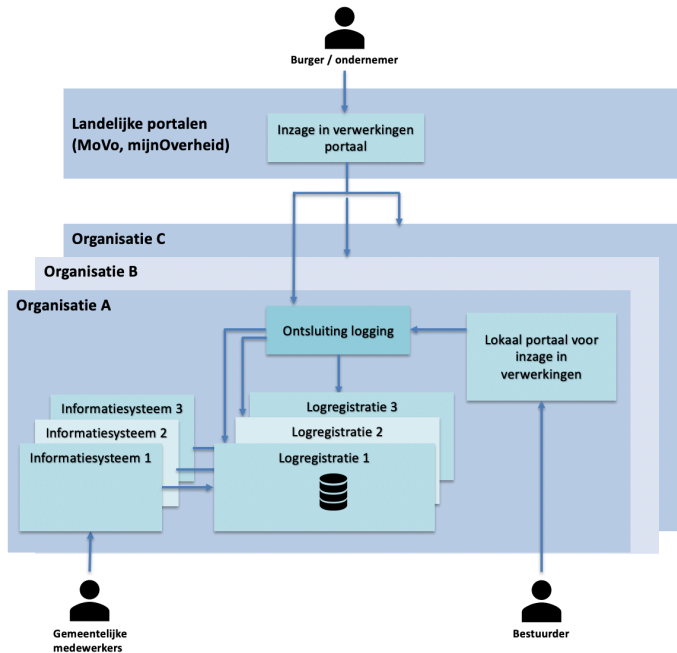 Burger / ondernemer
Landelijke portalen
(MoVo, mijnOverheid)
Inzage in verwerkingen
portaal
Organisatie C
Organisatie B
Organisatie A
Ontsluiting logging
Lokaal portaal voor
inzage in
verwerkingen
Informatiesysteem 3
Informatiesysteem 2
Informatiesysteem 1
Logregistratie 3
Logregistratie 2
Logregistratie 1
Gemeentelijke
medewerkers
Bestuurder